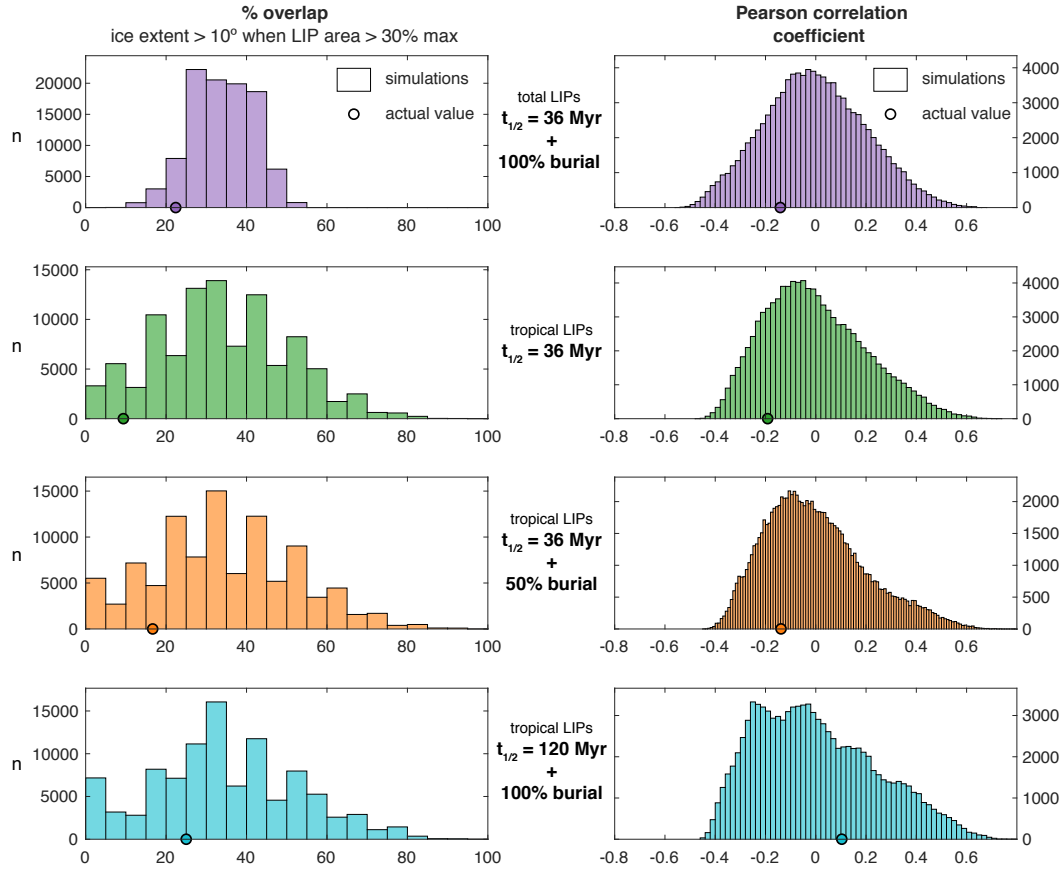 % overlap
ice extent > 10º when LIP area > 30% max
Pearson correlation
coefficient
n
20000
15000
10000
5000
0
0 20 40 60 80 100
simulations
actual value
total LIPs
t1/2 = 36 Myr
+
100% burial
simulations
actual value
4000
3000
2000
1000
0
-0.8 -0.6 -0.4 -0.2 0 0.2 0.4 0.6
n
15000
10000
5000
0
0 20 40 60 80 100
tropical LIPs
t1/2 = 36 Myr
4000
3000
2000
1000
0
-0.8 -0.6 -0.4 -0.2 0 0.2 0.4 0.6
n
15000
10000
5000
0
0 20 40 60 80 100
tropical LIPs
t1/2 = 36 Myr
+
50% burial
2000
1500
1000
500
0
-0.8 -0.6 -0.4 -0.2 0 0.2 0.4 0.6
n
15000
10000
5000
0
0 20 40 60 80 100
tropical LIPs
t1/2 = 120 Myr
+
100% burial
3000
2000
1000
0
-0.8 -0.6 -0.4 -0.2 0 0.2 0.4 0.6